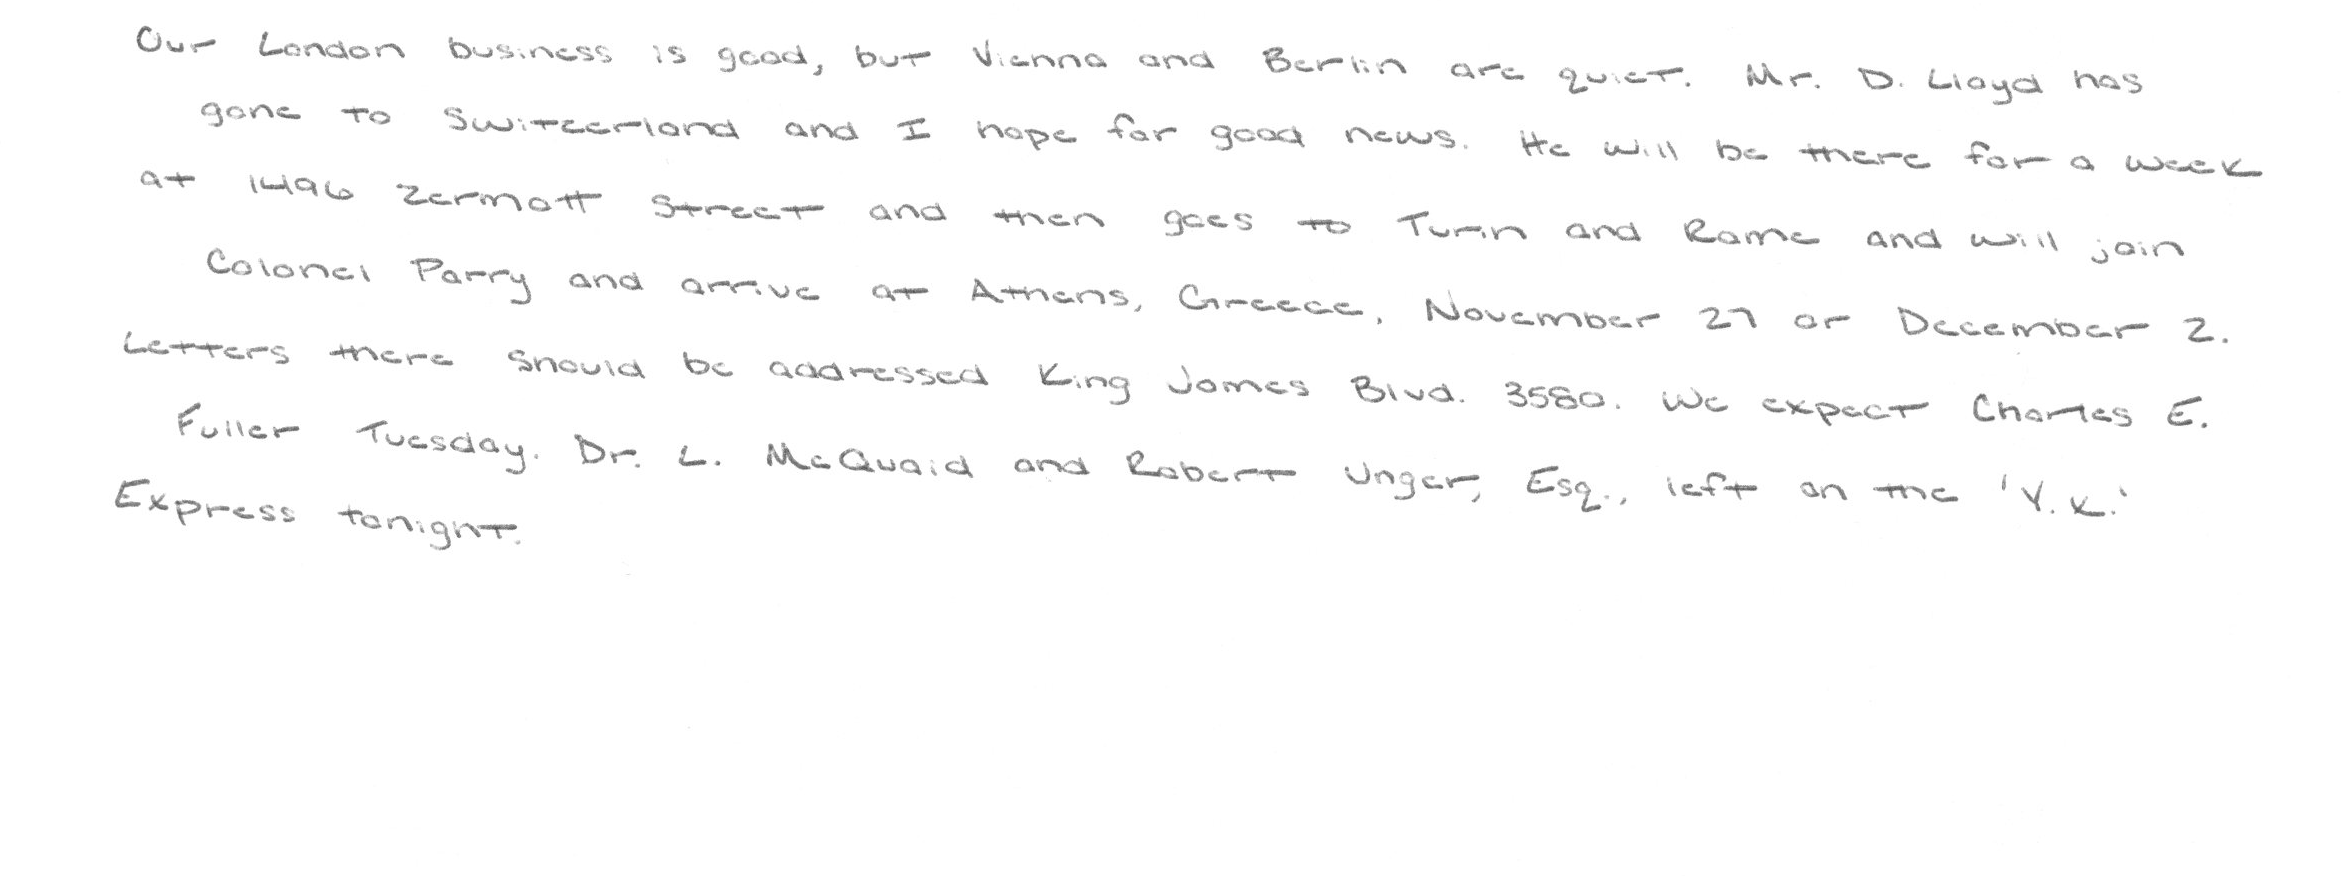 Our London business is good, but Vienna and Berlin are quiet. Mr. D. Lloyd has
gone to Switzerland and I hope for good news. He will be there for a week
at 1496 Zermott Street and then goes to Turin and Rome and will join
Colonel Parry and arrive at Athens, Greece, November 27 or December 2.
Letters there should be addressed King James Blvd. 3580. We expect Charles E.
Fuller Tuesday. Dr. L. McQuaid and Robert Unger, Esq., left on the 'Y.X.'
Express tonight.